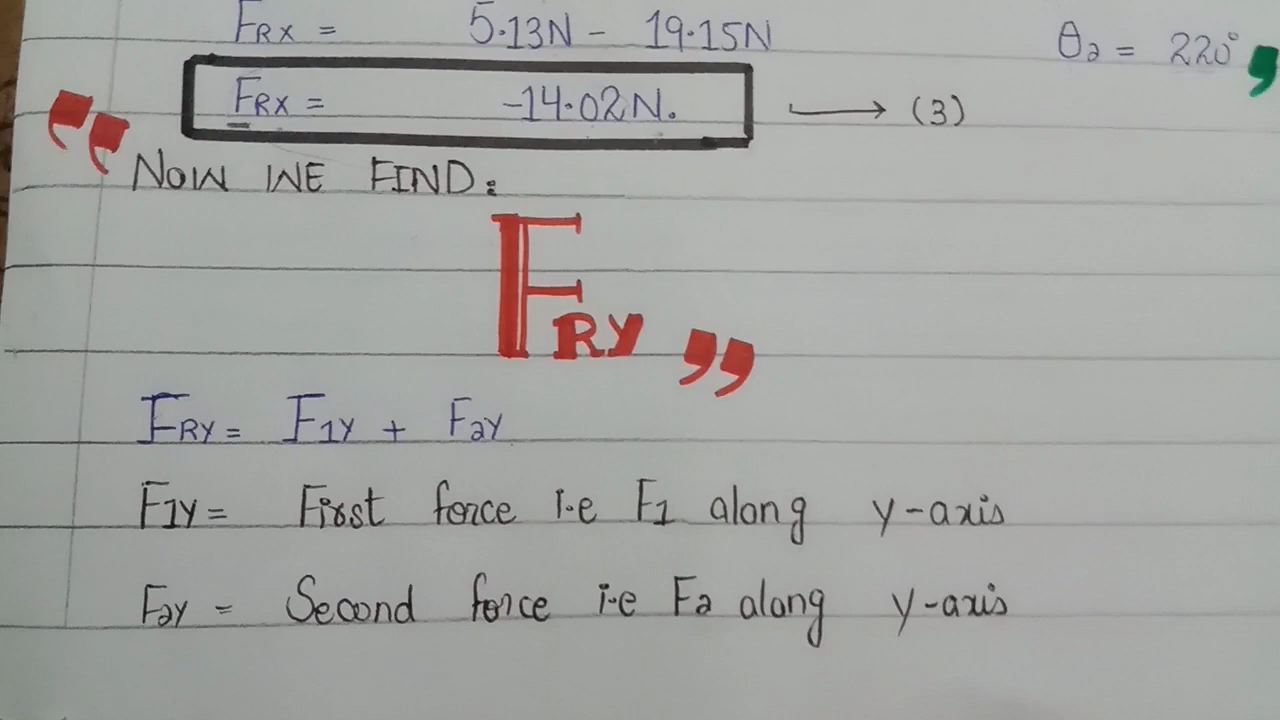 FRX = 5.13N - 19.15N
θ2 = 220°,
FRX = -14.02N. → (3)
“NOW WE FIND:
FRY”
FRY = F1Y + F2Y
F1Y = First force i.e F1 along y-axis
F2Y = Second force i.e F2 along y-axis